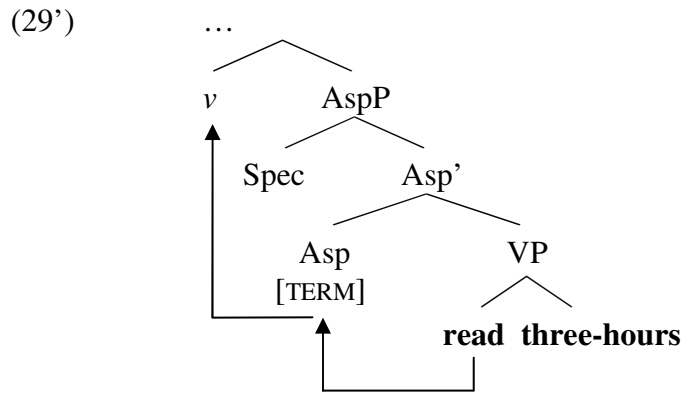 (29’) …
v AspP
Spec Asp’
Asp VP
[TERM]
read three-hours